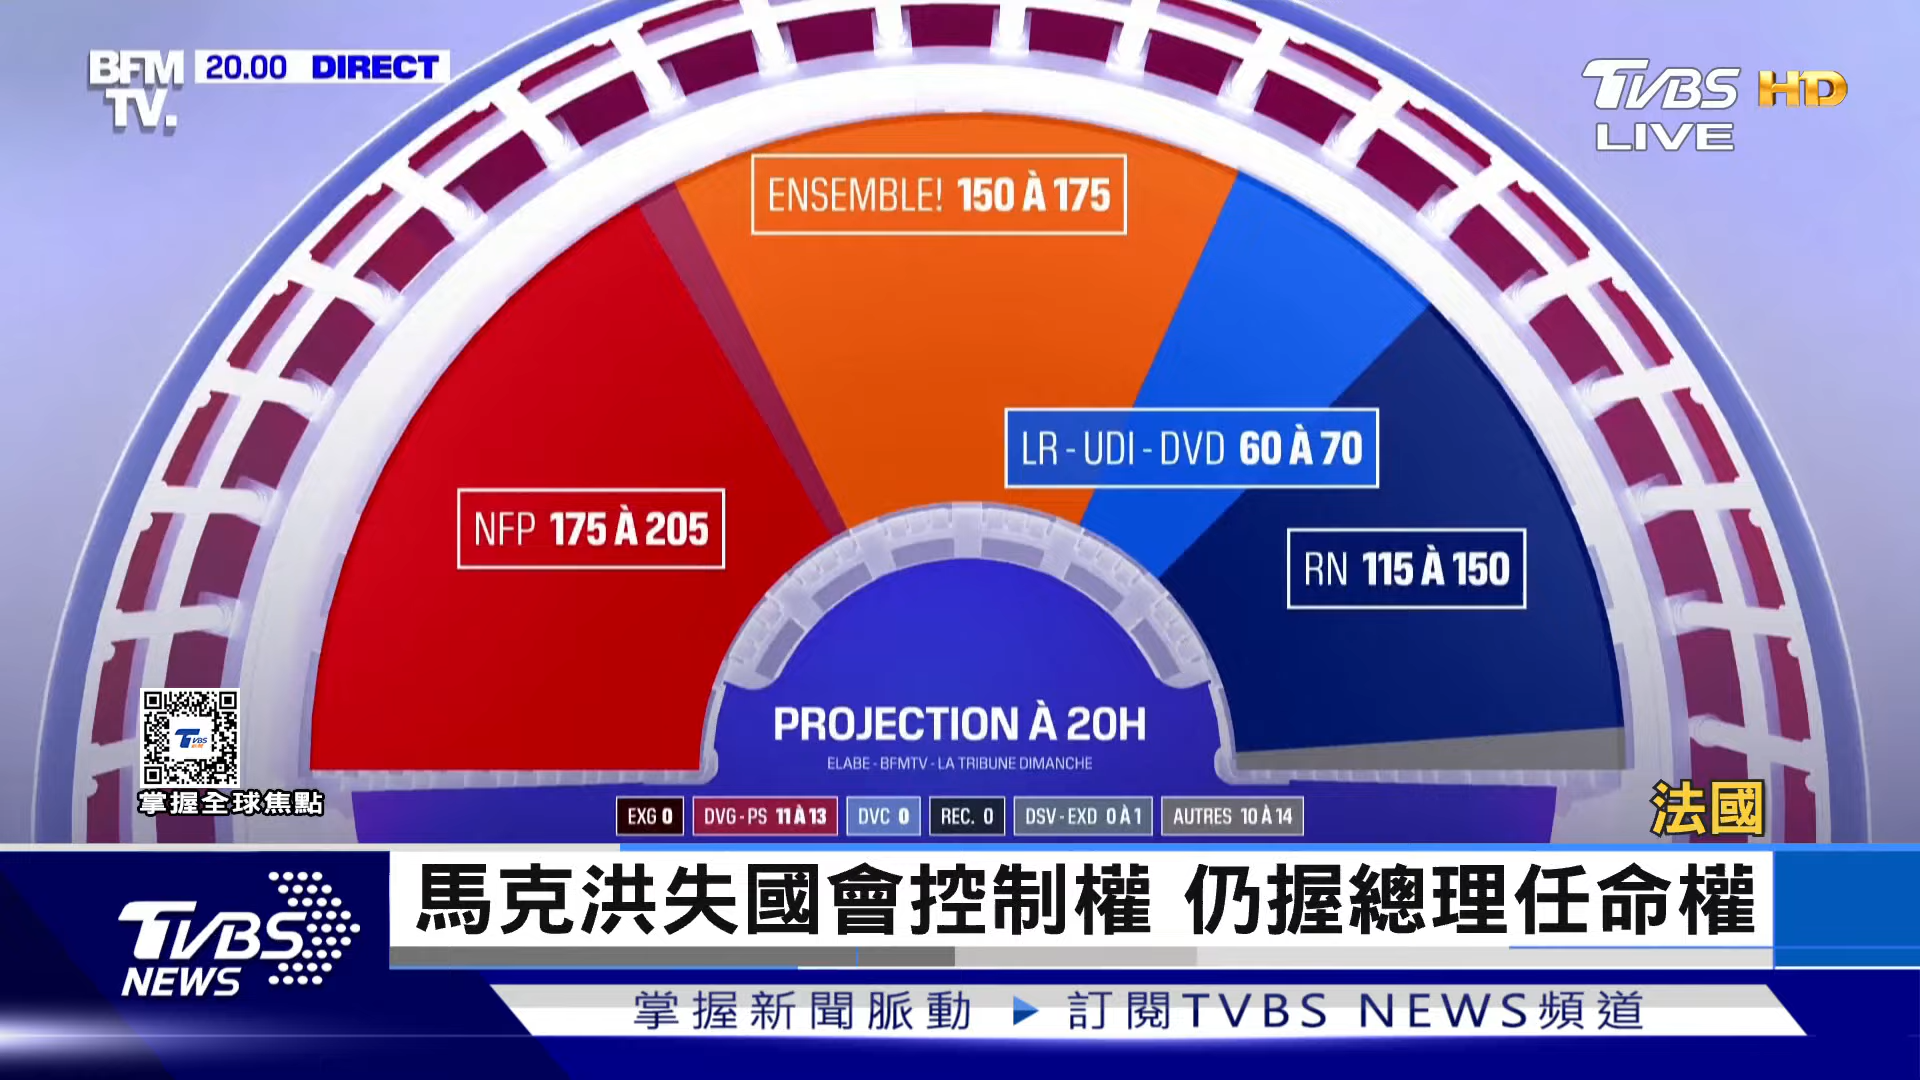 BFM
TV.
20.00 DIRECT
TVBS HD
LIVE
ENSEMBLE! 150 À 175
LR - UDI - DVD 60 À 70
NFP 175 À 205
RN 115 À 150
PROJECTION À 20H
ELABE - BFMTV - LA TRIBUNE DIMANCHE
TVBS
新聞
掌握全球焦點
EXG 0
DVG - PS 11 À 13
DVC 0
REC. 0
DSV - EXD 0 À 1
AUTRES 10 À 14
法國
馬克洪失國會控制權 仍握總理任命權
TVBS
NEWS
掌握新聞脈動 ▶ 訂閱TVBS NEWS頻道